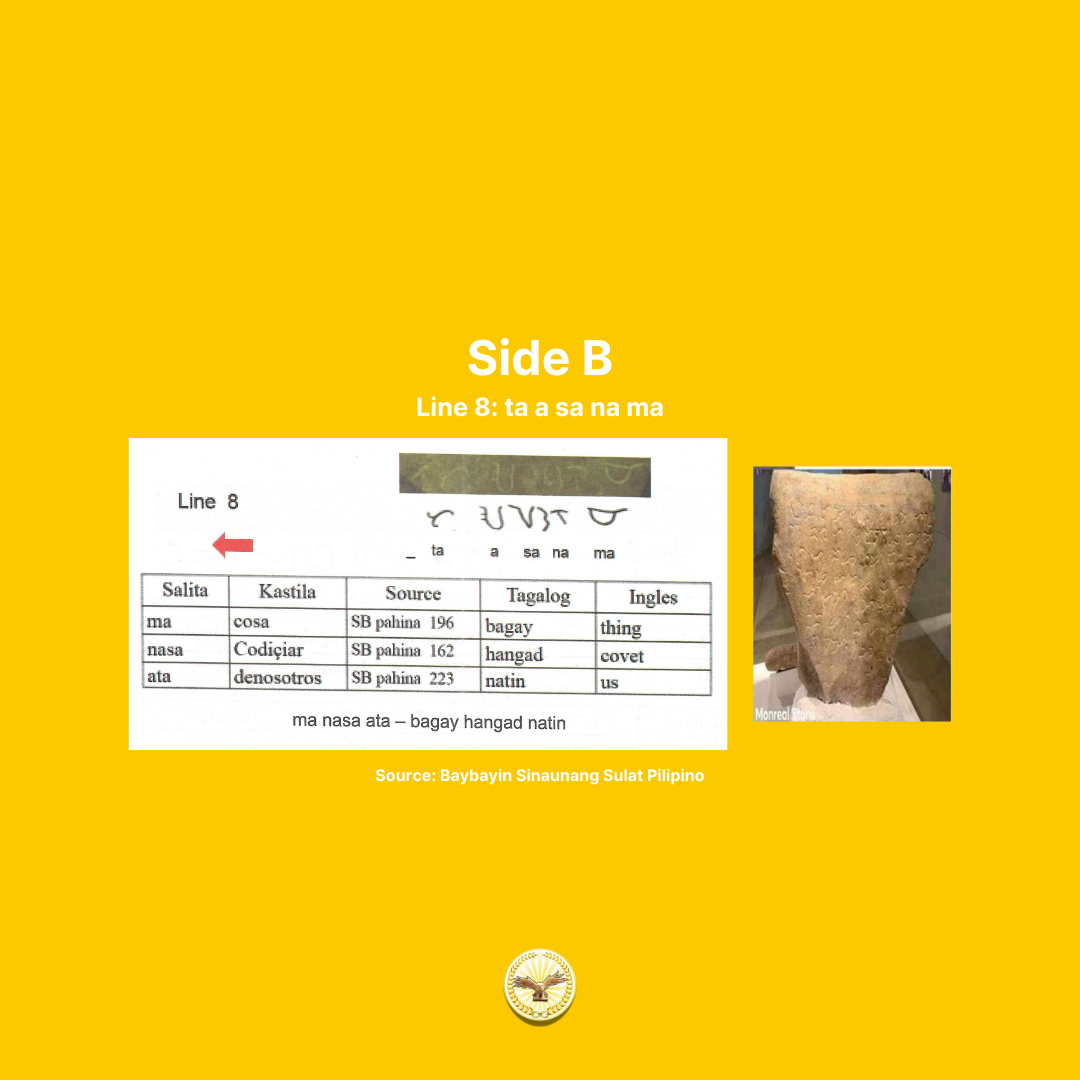 Side B
Line 8: ta a sa na ma
Line 8
_ ta a sa na ma
Salita Kastila Source Tagalog Ingles
ma cosa SB pahina 196 bagay thing
nasa Codiçiar SB pahina 162 hangad covet
ata denosotros SB pahina 223 natin us
ma nasa ata – bagay hangad natin
Monreal Stone
Source: Baybayin Sinaunang Sulat Pilipino